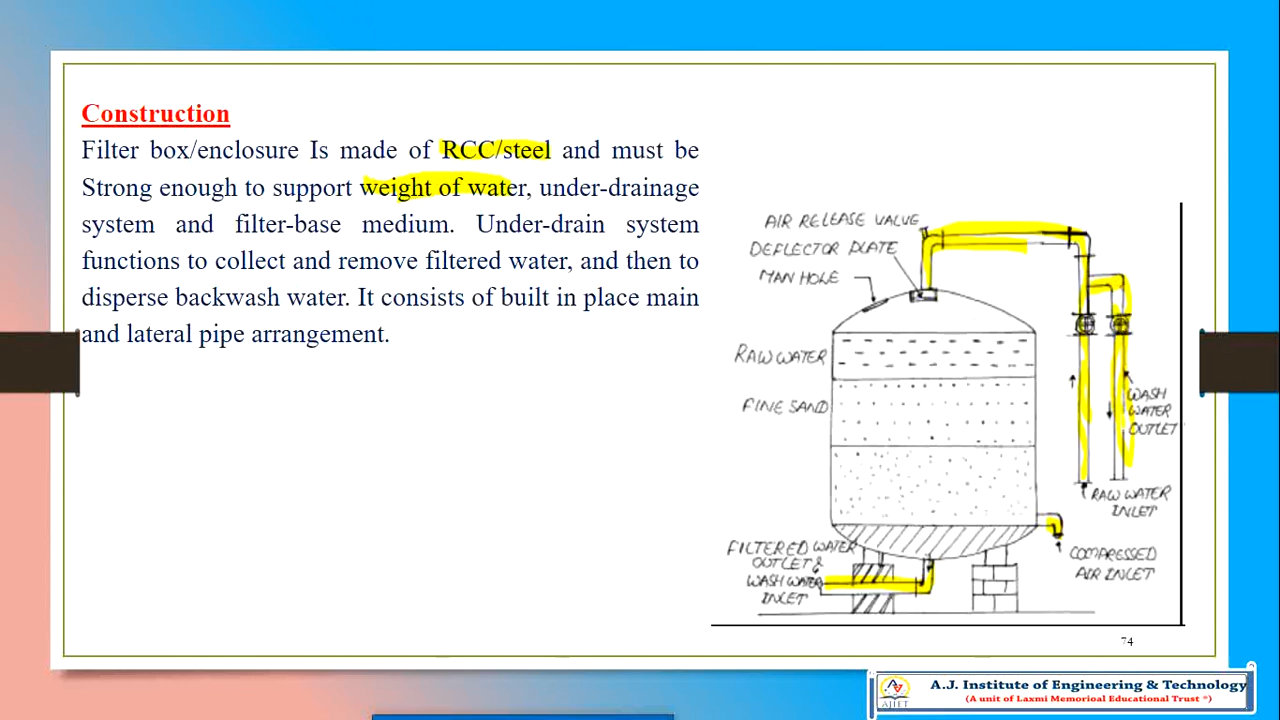 Construction
Filter box/enclosure Is made of RCC/steel and must be
Strong enough to support weight of water, under-drainage
system and filter-base medium. Under-drain system
functions to collect and remove filtered water, and then to
disperse backwash water. It consists of built in place main
and lateral pipe arrangement.
AIR RELEASE VALVE
DEFLECTOR PLATE
MAN HOLE
RAW WATER
FINE SAND
WASH
WATER
OUTLET
RAW WATER
INLET
FILTERED WATER
OUTLET &
WASH WATER
INLET
COMPRESSED
AIR INLET
74
AJIET
A.J. Institute of Engineering & Technology
(A unit of Laxmi Memorioal Educational Trust ®)